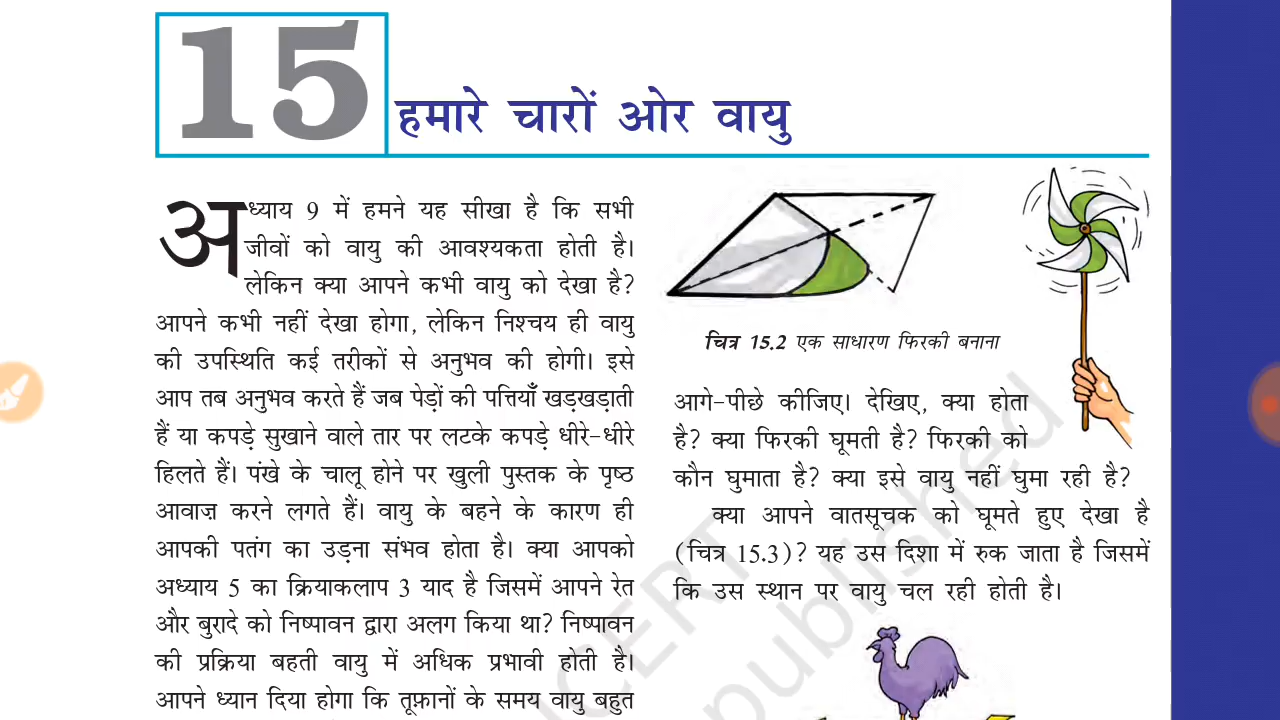 15
हमारे चारों ओर वायु
अध्याय 9 में हमने यह सीखा है कि सभी
जीवों को वायु की आवश्यकता होती है।
लेकिन क्या आपने कभी वायु को देखा है?
आपने कभी नहीं देखा होगा, लेकिन निश्चय ही वायु
की उपस्थिति कई तरीकों से अनुभव की होगी। इसे
आप तब अनुभव करते हैं जब पेड़ों की पत्तियाँ खड़खड़ाती
हैं या कपड़े सुखाने वाले तार पर लटके कपड़े धीरे-धीरे
हिलते हैं। पंखे के चालू होने पर खुली पुस्तक के पृष्ठ
आवाज़ करने लगते हैं। वायु के बहने के कारण ही
आपकी पतंग का उड़ना संभव होता है। क्या आपको
अध्याय 5 का क्रियाकलाप 3 याद है जिसमें आपने रेत
और बुरादे को निष्पावन द्वारा अलग किया था? निष्पावन
की प्रक्रिया बहती वायु में अधिक प्रभावी होती है।
आपने ध्यान दिया होगा कि तूफ़ानों के समय वायु बहुत
चित्र 15.2 एक साधारण फिरकी बनाना
आगे-पीछे कीजिए। देखिए, क्या होता
है? क्या फिरकी घूमती है? फिरकी को
कौन घुमाता है? क्या इसे वायु नहीं घुमा रही है?
क्या आपने वातसूचक को घूमते हुए देखा है
(चित्र 15.3)? यह उस दिशा में रुक जाता है जिसमें
कि उस स्थान पर वायु चल रही होती है।
NCERT
published